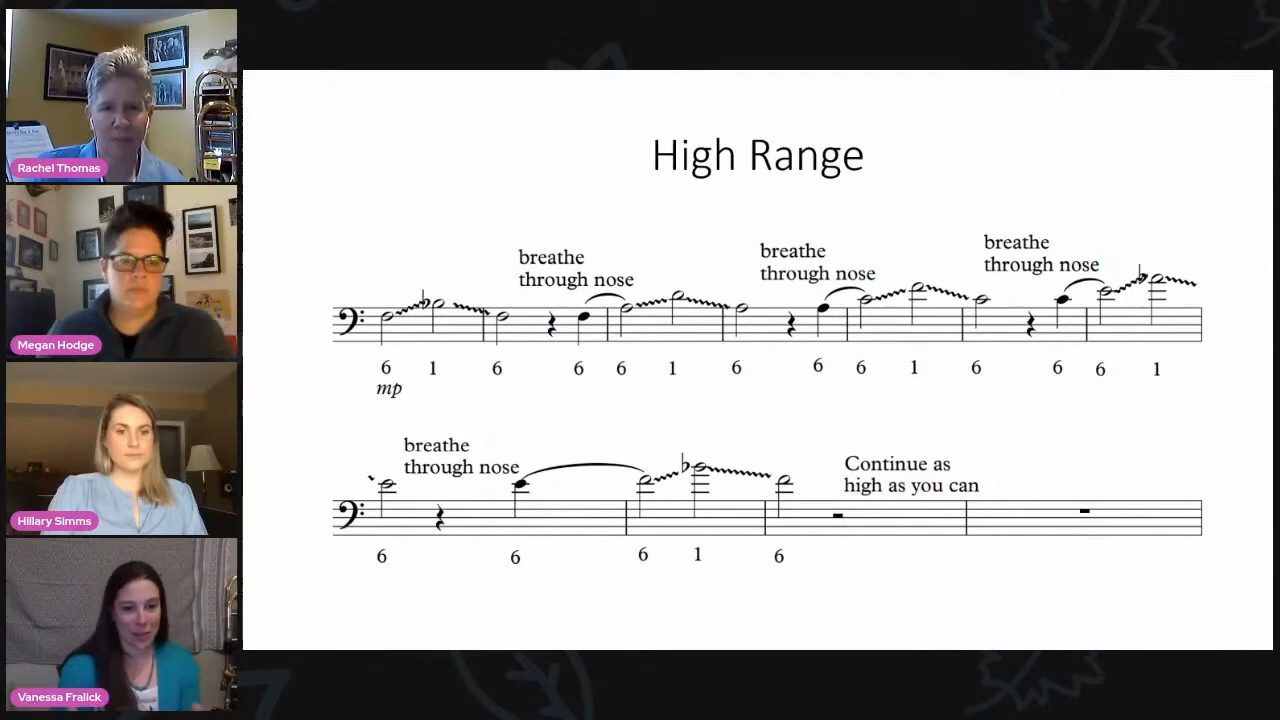 Rachel Thomas
Megan Hodge
Hillary Simms
Vanessa Fralick
High Range
breathe
through nose
breathe
through nose
breathe
through nose
6 1 6 6 6 1 6 6 6 1 6 6 6 1
mp
breathe
through nose
Continue as
high as you can
6 6 6 1 6